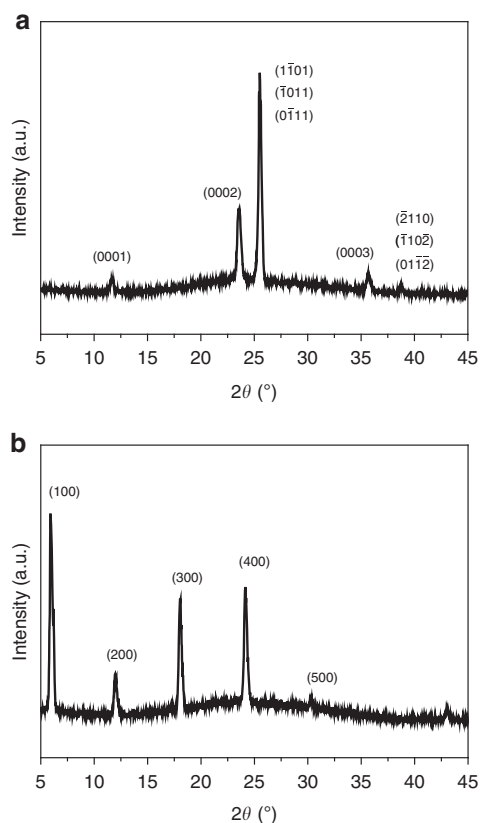 a
Intensity (a.u.)
(0001)
(0002)
(11̅01)
(1̅011)
(01̅11)
(0003)
(2̅110)
(1̅102̅)
(011̅2̅)
5 10 15 20 25 30 35 40 45
2θ (°)
b
Intensity (a.u.)
(100)
(200)
(300)
(400)
(500)
5 10 15 20 25 30 35 40 45
2θ (°)